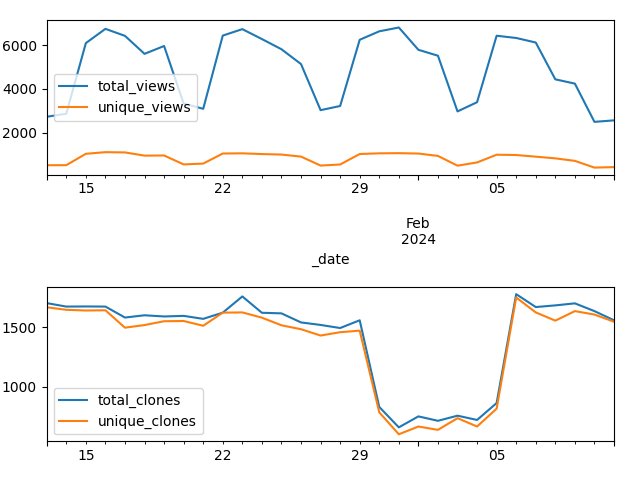 6000
4000
2000
total_views
unique_views
15 22 29 05
Feb
2024
_date
1500
1000
total_clones
unique_clones
15 22 29 05